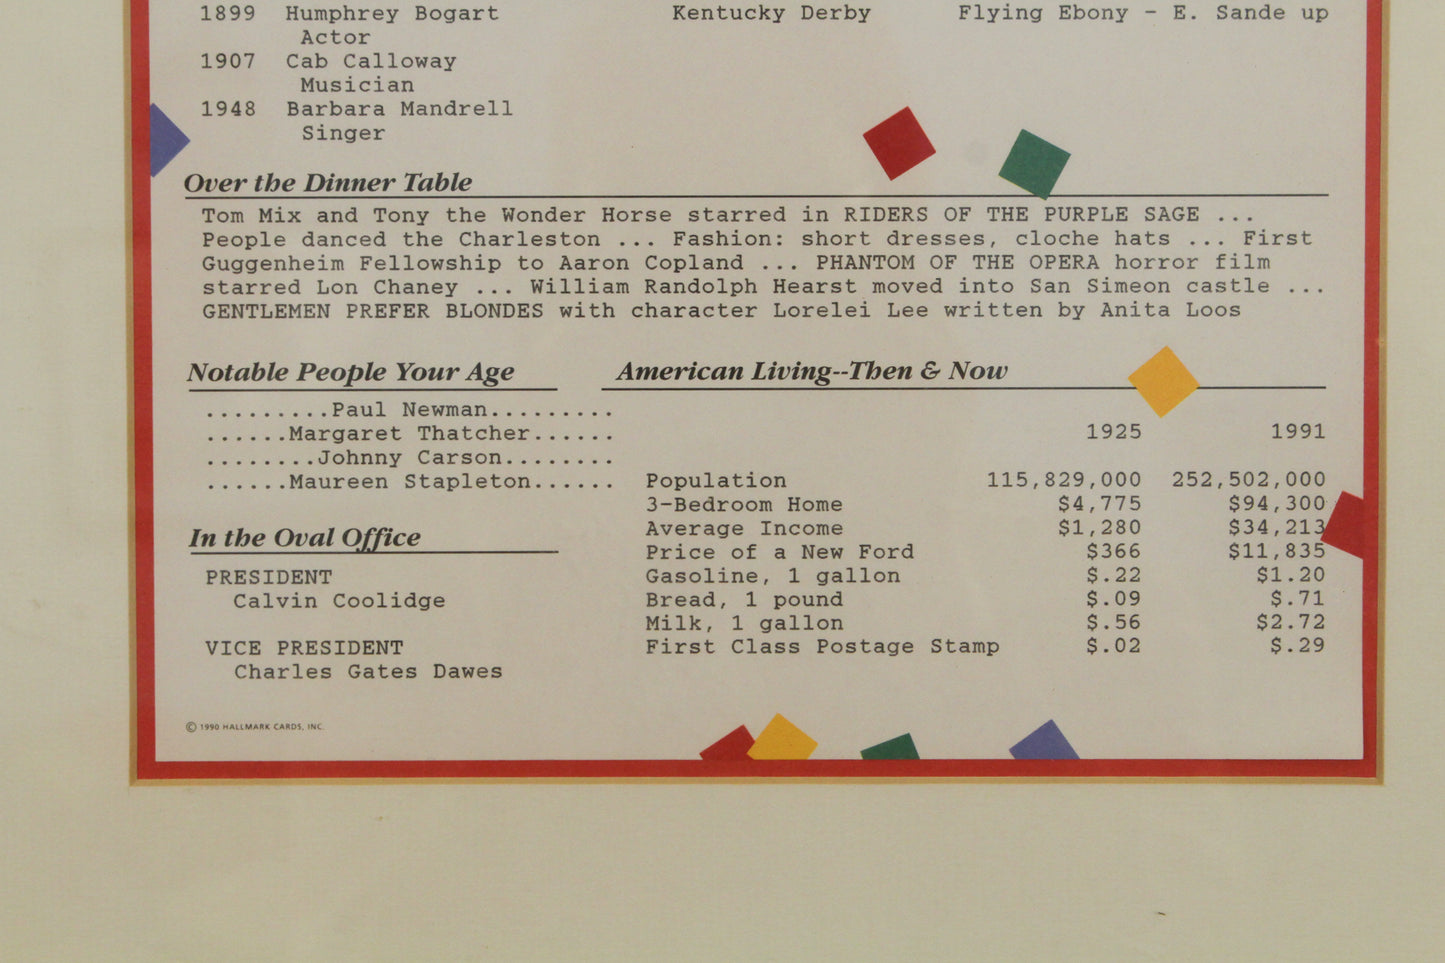 1899 Humphrey Bogart Kentucky Derby Flying Ebony - E. Sande up
Actor
1907 Cab Calloway
Musician
1948 Barbara Mandrell
Singer
Over the Dinner Table
Tom Mix and Tony the Wonder Horse starred in RIDERS OF THE PURPLE SAGE ...
People danced the Charleston ... Fashion: short dresses, cloche hats ... First
Guggenheim Fellowship to Aaron Copland ... PHANTOM OF THE OPERA horror film
starred Lon Chaney ... William Randolph Hearst moved into San Simeon castle ...
GENTLEMEN PREFER BLONDES with character Lorelei Lee written by Anita Loos
Notable People Your Age
.........Paul Newman.........
......Margaret Thatcher......
........Johnny Carson........
......Maureen Stapleton......
In the Oval Office
PRESIDENT
Calvin Coolidge
VICE PRESIDENT
Charles Gates Dawes
American Living--Then & Now
1925 1991
Population 115,829,000 252,502,000
3-Bedroom Home $4,775 $94,300
Average Income $1,280 $34,213
Price of a New Ford $366 $11,835
Gasoline, 1 gallon $.22 $1.20
Bread, 1 pound $.09 $.71
Milk, 1 gallon $.56 $2.72
First Class Postage Stamp $.02 $.29
© 1990 HALLMARK CARDS, INC.